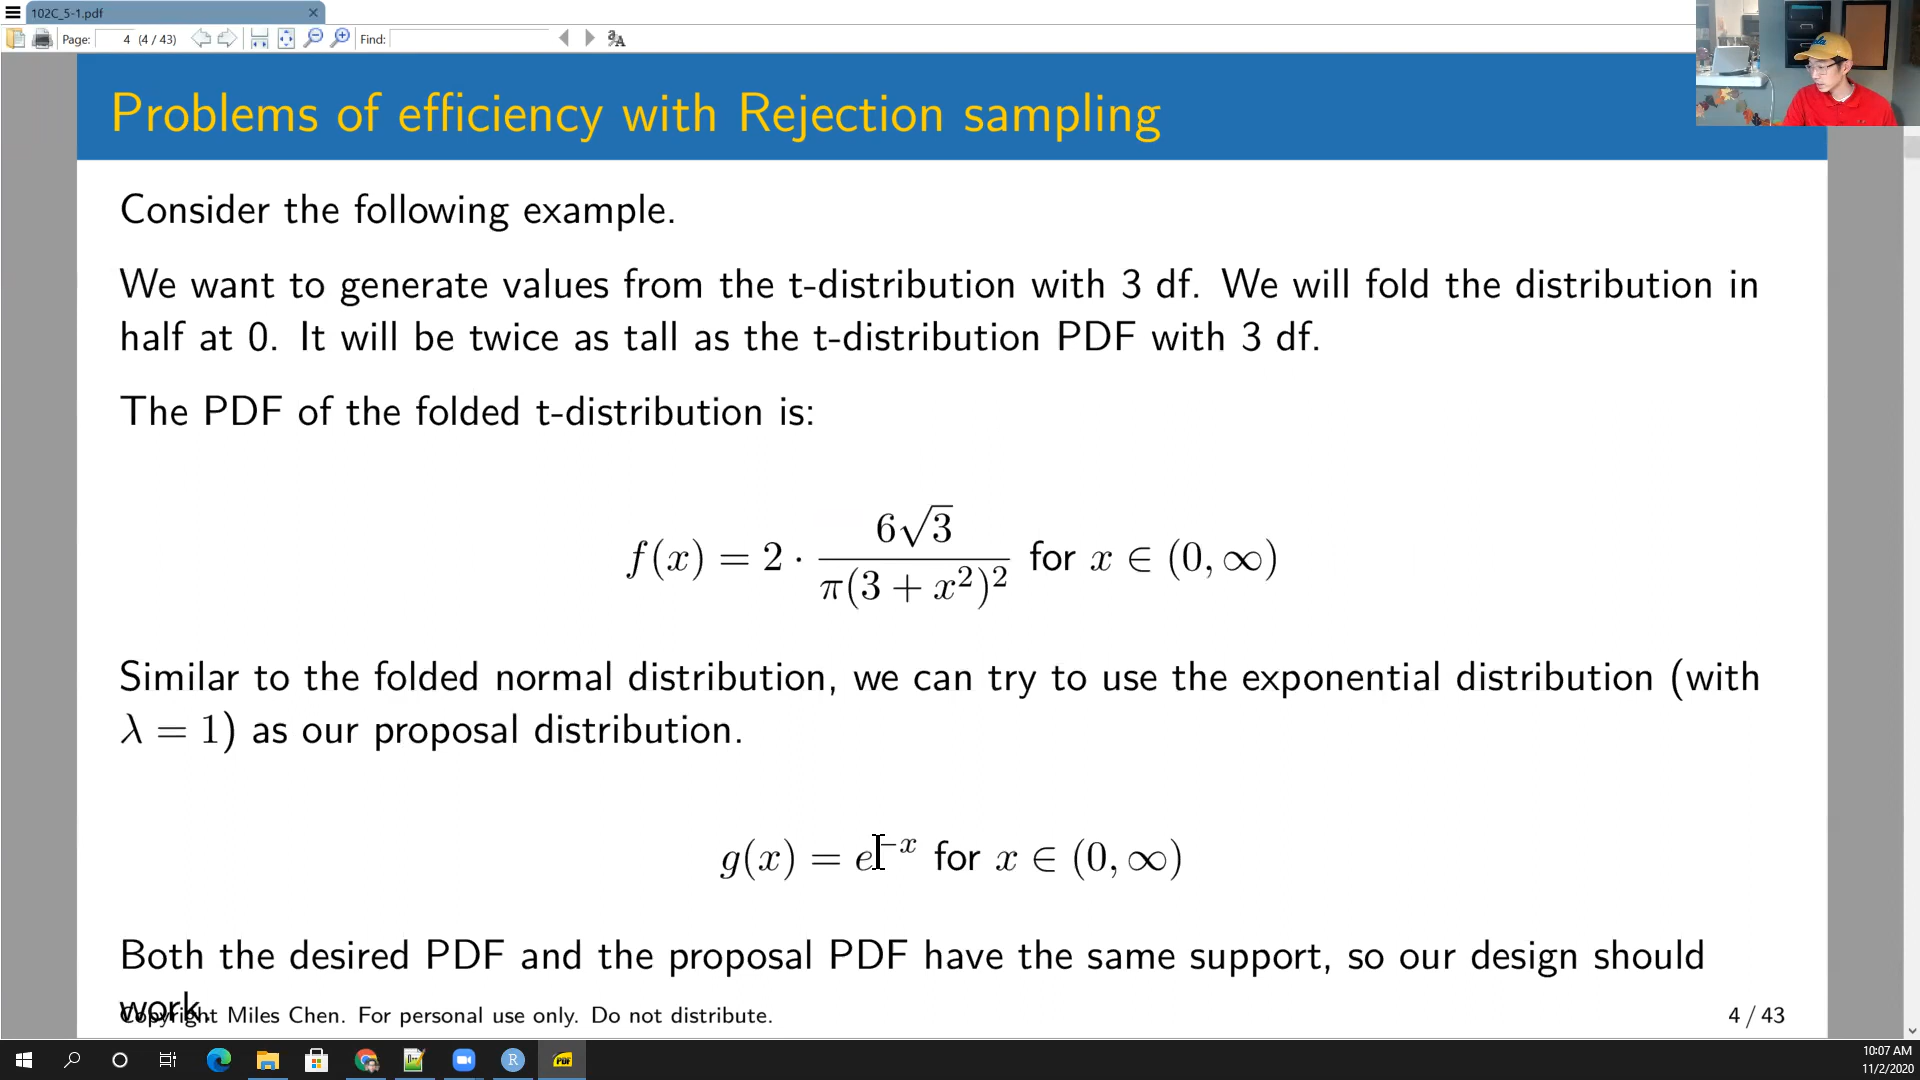 102C_5-1.pdf
Page: 4 (4 / 43) Find:
Problems of efficiency with Rejection sampling
Consider the following example.
We want to generate values from the t-distribution with 3 df. We will fold the distribution in
half at 0. It will be twice as tall as the t-distribution PDF with 3 df.
The PDF of the folded t-distribution is:
f(x) = 2 · 6√3 / π(3 + x²)² for x ∈ (0, ∞)
Similar to the folded normal distribution, we can try to use the exponential distribution (with
λ = 1) as our proposal distribution.
g(x) = e⁻ˣ for x ∈ (0, ∞)
Both the desired PDF and the proposal PDF have the same support, so our design should
work.
Copyright Miles Chen. For personal use only. Do not distribute. 4 / 43
R PDF 10:07 AM
11/2/2020